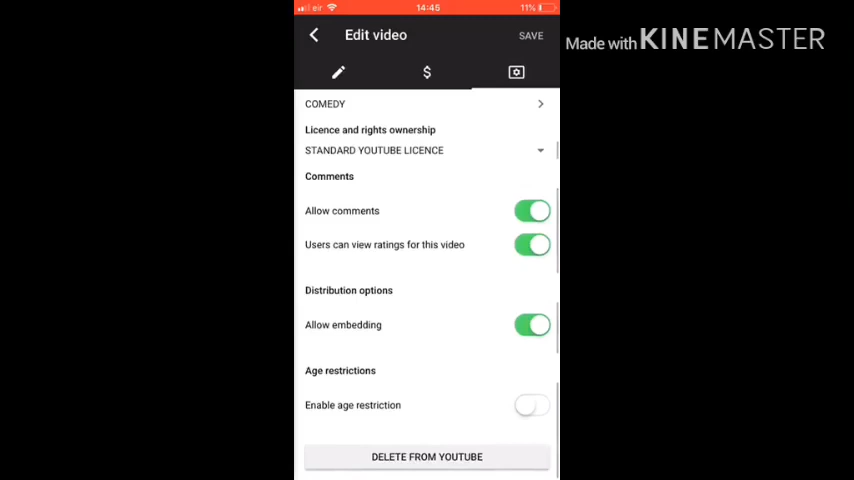 eir 14:45 11%
Edit video SAVE
Made with KINEMASTER
$
COMEDY
Licence and rights ownership
STANDARD YOUTUBE LICENCE
Comments
Allow comments
Users can view ratings for this video
Distribution options
Allow embedding
Age restrictions
Enable age restriction
DELETE FROM YOUTUBE